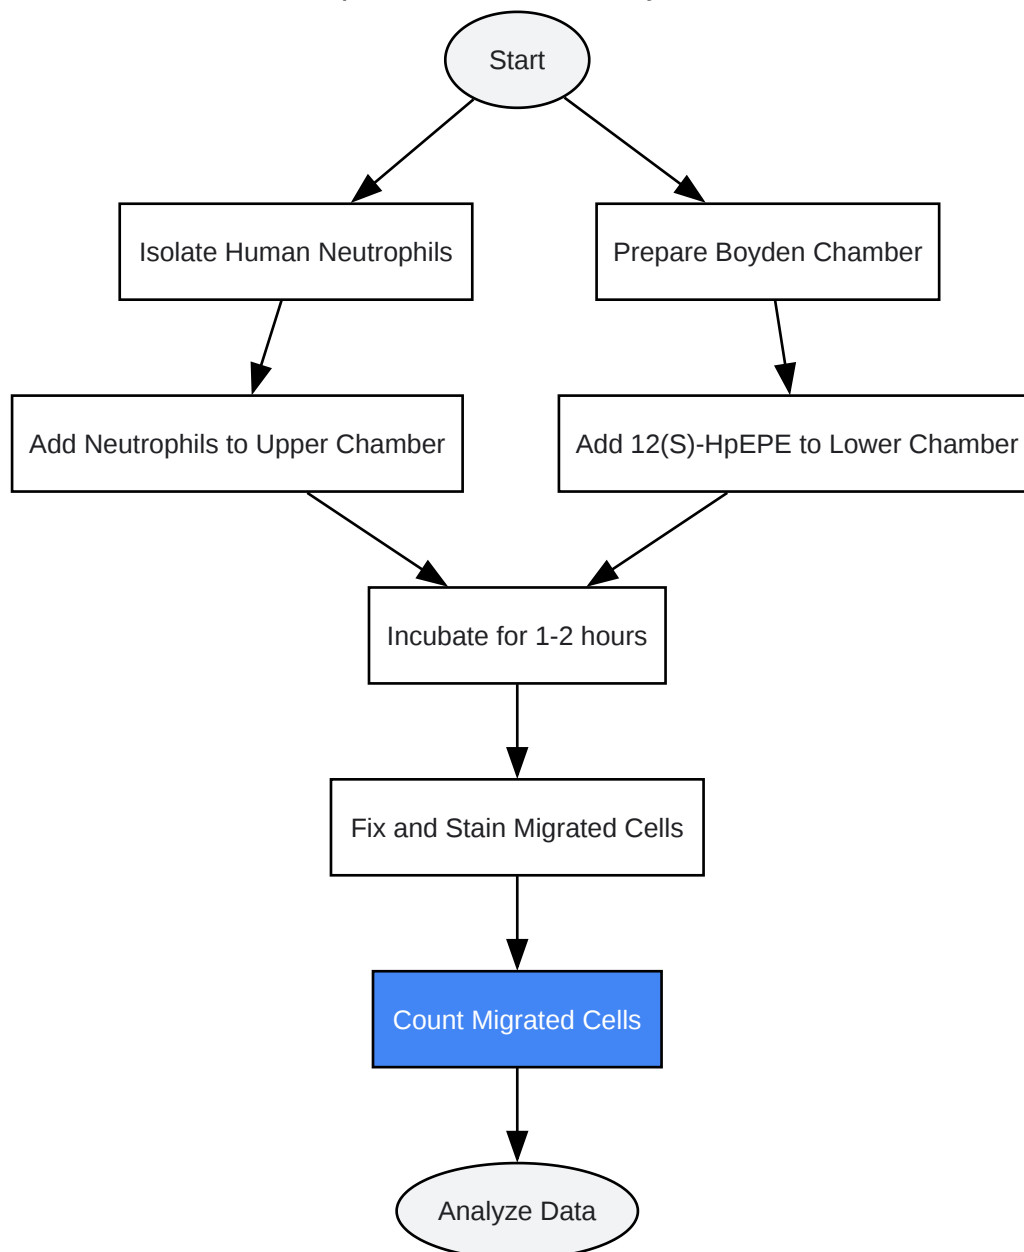 Start
Isolate Human Neutrophils
Prepare Boyden Chamber
Add Neutrophils to Upper Chamber
Add 12(S)-HpEPE to Lower Chamber
Incubate for 1-2 hours
Fix and Stain Migrated Cells
Count Migrated Cells
Analyze Data